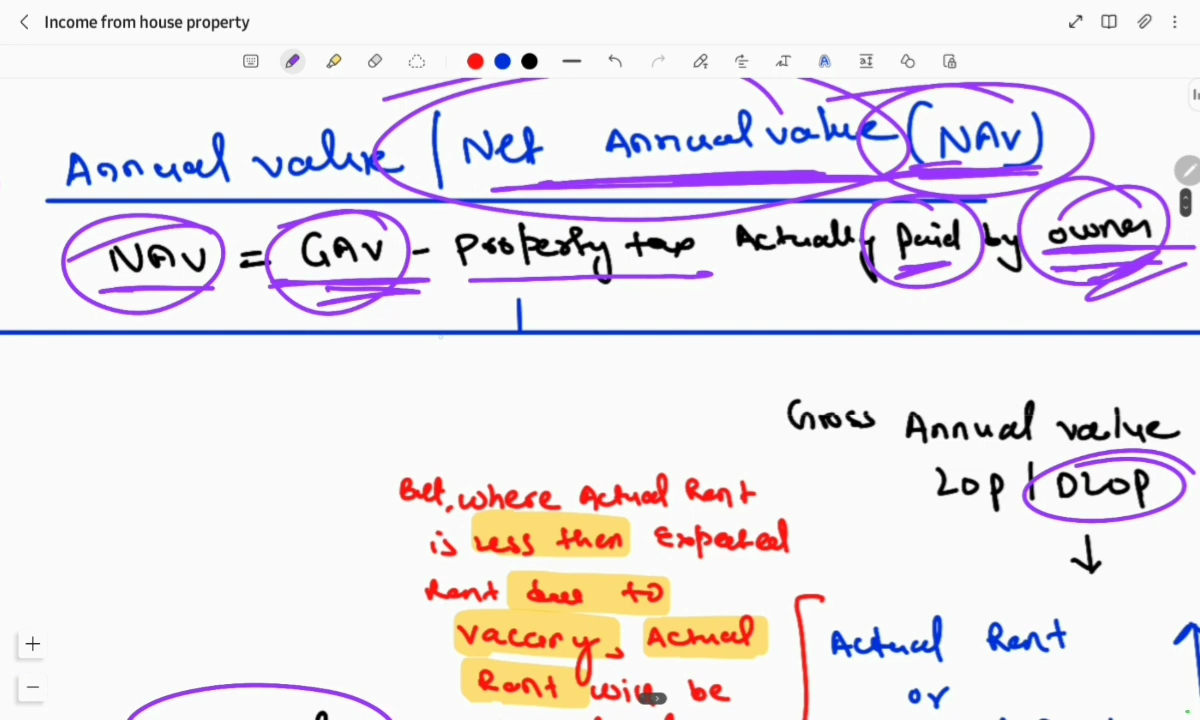 Income from house property
Annual value / Net Annual value (NAV)
NAV = GAV - Property tax Actually Paid by owner
Gross Annual value
LOP / DLOP
But, where Actual Rent
is less then Expected
Rent due to
vaccany, Actual
Rent will be
Actual Rent
or